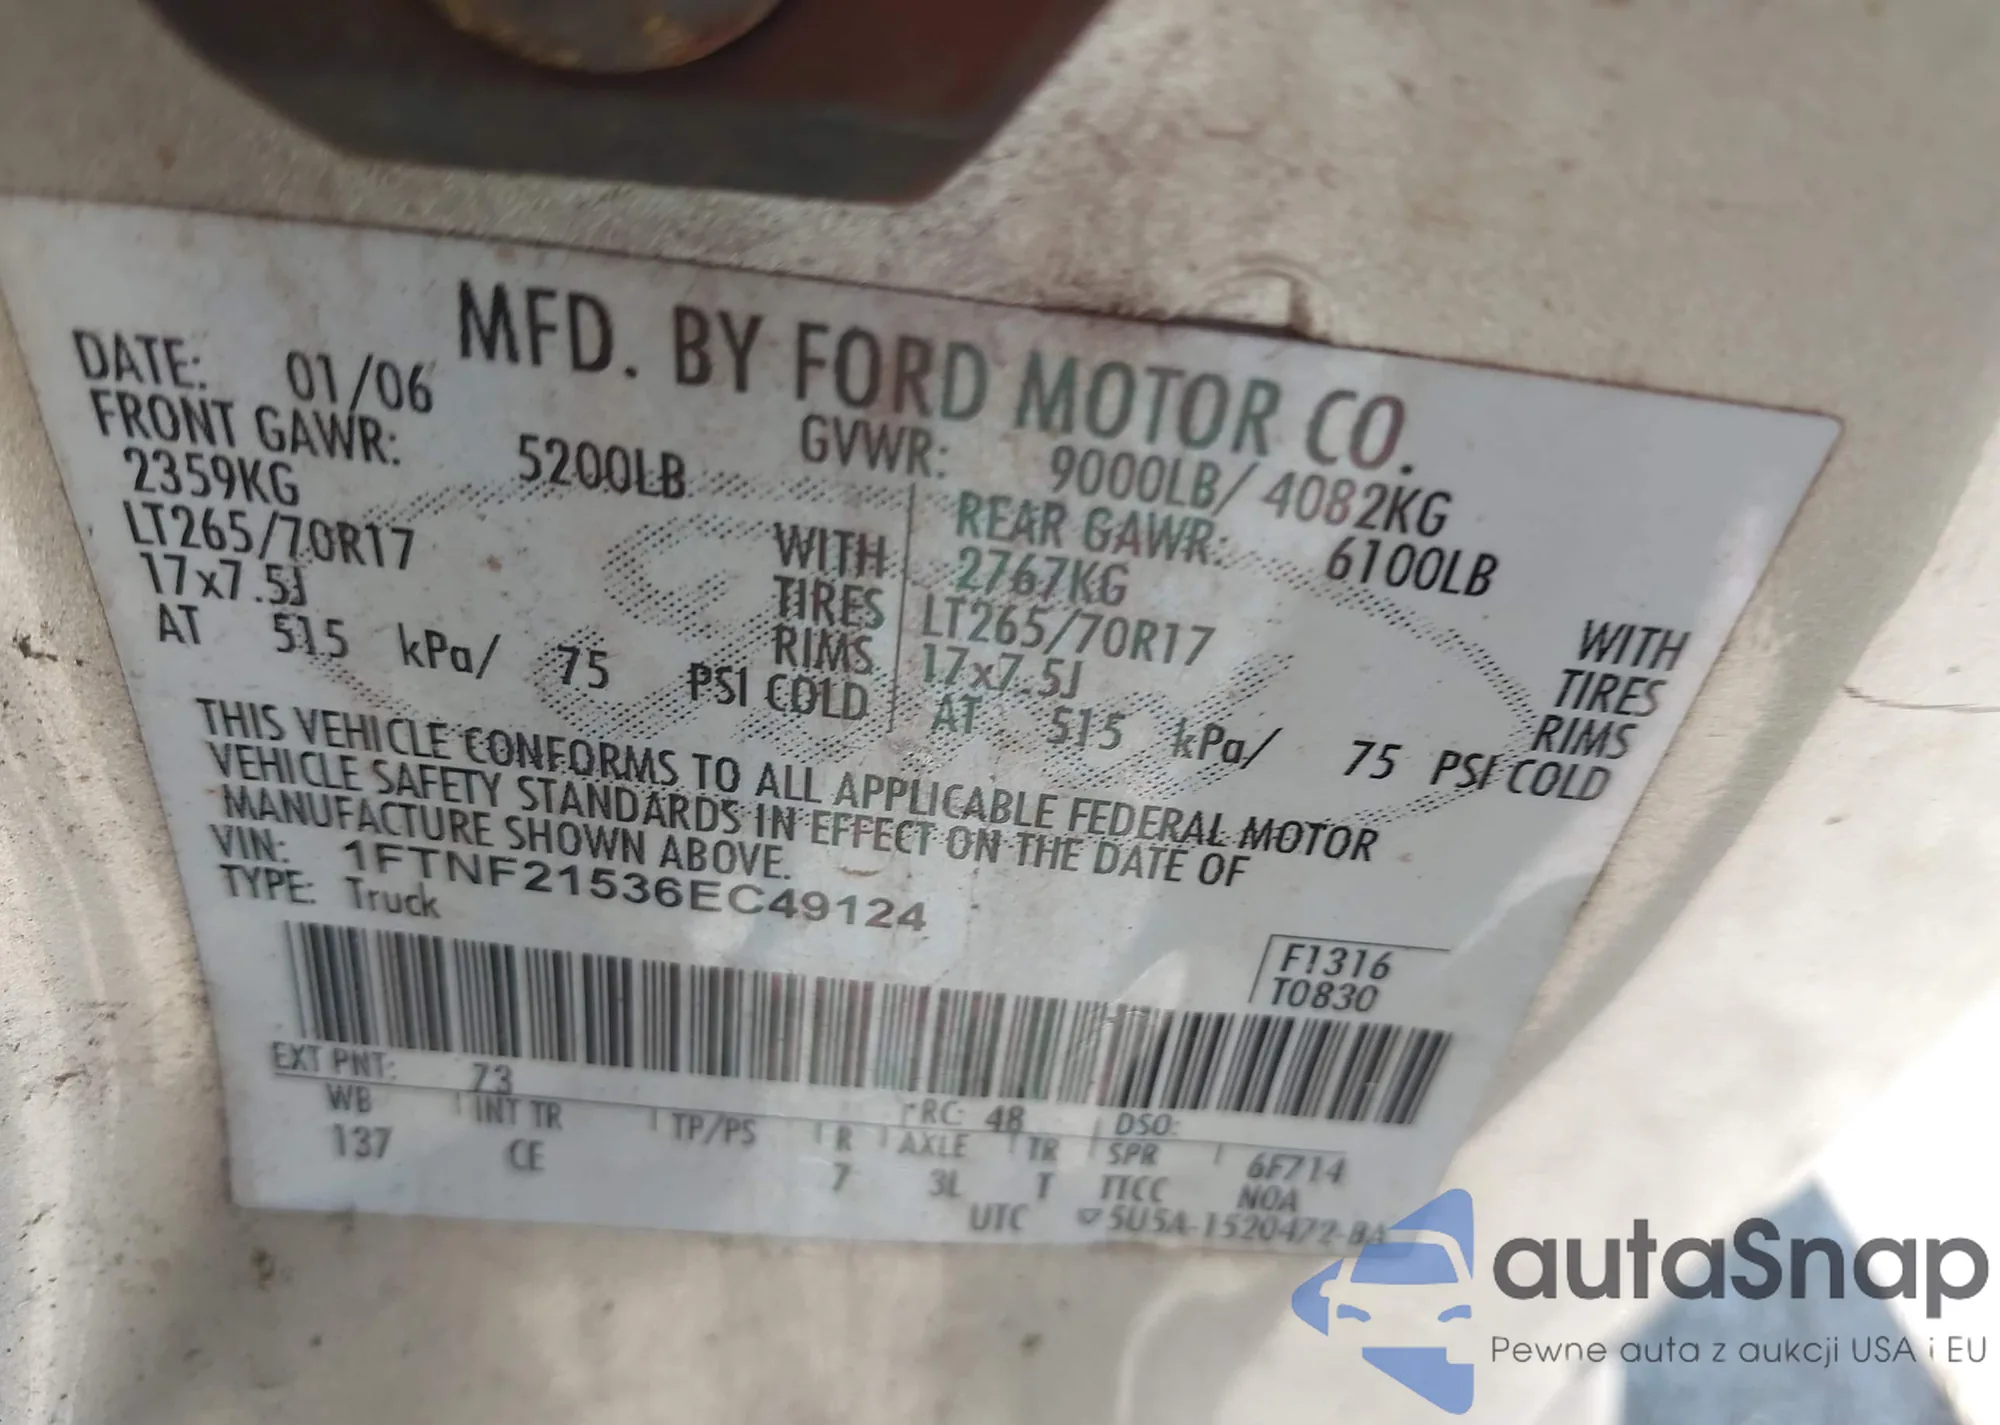 MFD. BY FORD MOTOR CO.
DATE: 01/06 GVWR: 9000LB/ 4082KG
FRONT GAWR: 5200LB REAR GAWR: 6100LB
2359KG WITH 2767KG WITH
LT265/70R17 TIRES LT265/70R17 TIRES
17x7.5J RIMS 17x7.5J RIMS
AT 515 kPa/ 75 PSI COLD AT 515 kPa/ 75 PSI COLD
THIS VEHICLE CONFORMS TO ALL APPLICABLE FEDERAL MOTOR
VEHICLE SAFETY STANDARDS IN EFFECT ON THE DATE OF
MANUFACTURE SHOWN ABOVE.
VIN: 1FTNF21536EC49124
TYPE: Truck
F1316
T0830
EXT PNT: 73 RC: 48 DSO:
WB INT TR TP/PS R AXLE TR SPR 6F714
137 CE 7 3L T TTCC NOA
UTC 5U5A-1520472-BA
autaSnap
Pewne auta z aukcji USA i EU